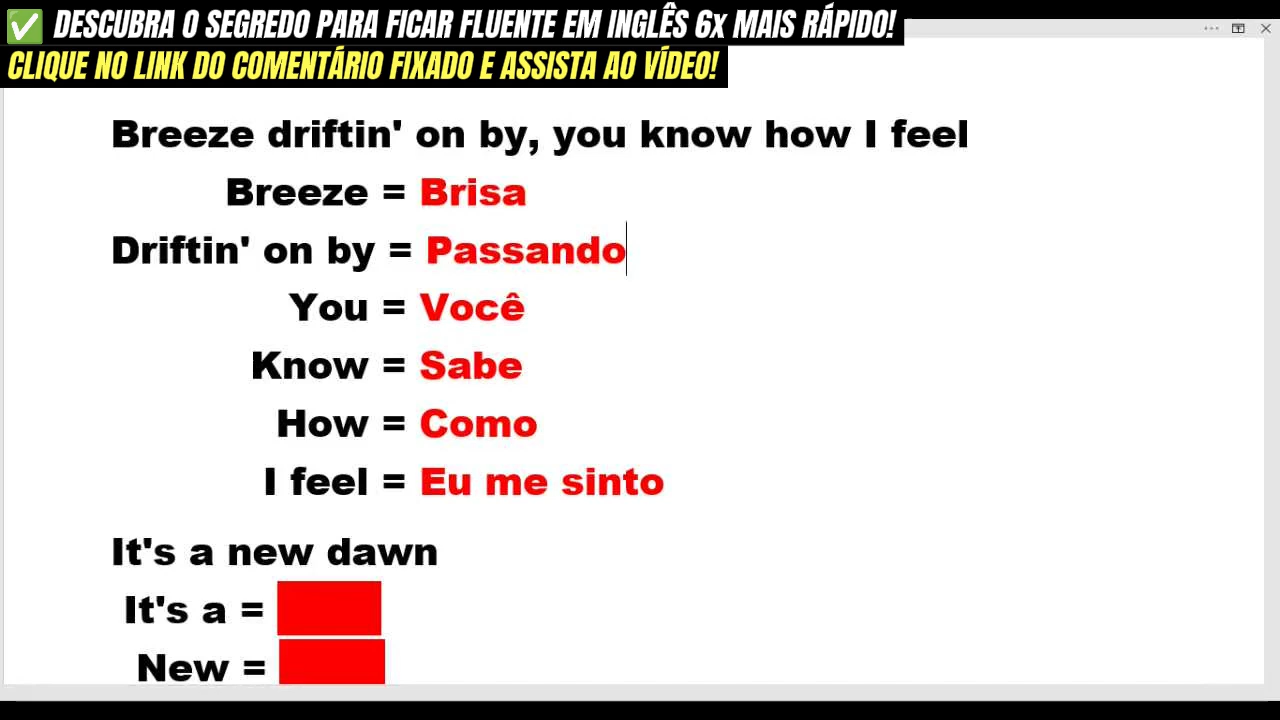 ✅ DESCUBRA O SEGREDO PARA FICAR FLUENTE EM INGLÊS 6x MAIS RÁPIDO!
CLIQUE NO LINK DO COMENTÁRIO FIXADO E ASSISTA AO VÍDEO!
Breeze driftin' on by, you know how I feel
Breeze = Brisa
Driftin' on by = Passando
You = Você
Know = Sabe
How = Como
I feel = Eu me sinto
It's a new dawn
It's a =
New =